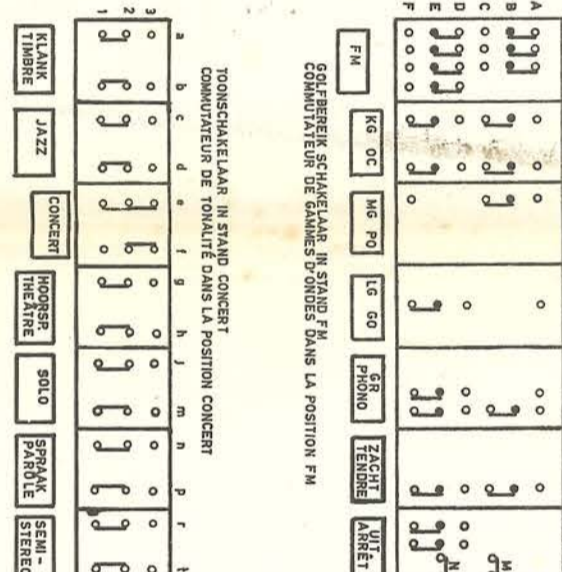 A
B
C
D
E
F
FM
KG OC
MG PO
LG GO
GR
PHONO
ZACHT
TENDRE
UIT
ARRÊT
M
N
GOLFBEREIK SCHAKELAAR IN STAND FM
COMMUTATEUR DE GAMMES D'ONDES DANS LA POSITION FM
TOONSCHAKELAAR IN STAND CONCERT
COMMUTATEUR DE TONALITÉ DANS LA POSITION CONCERT
a b c d e f g h j m n p r t
3
2
1
KLANK
TIMBRE
JAZZ
CONCERT
HOORSP.
THEÂTRE
SOLO
SPRAAK
PAROLE
SEMI-
STEREO